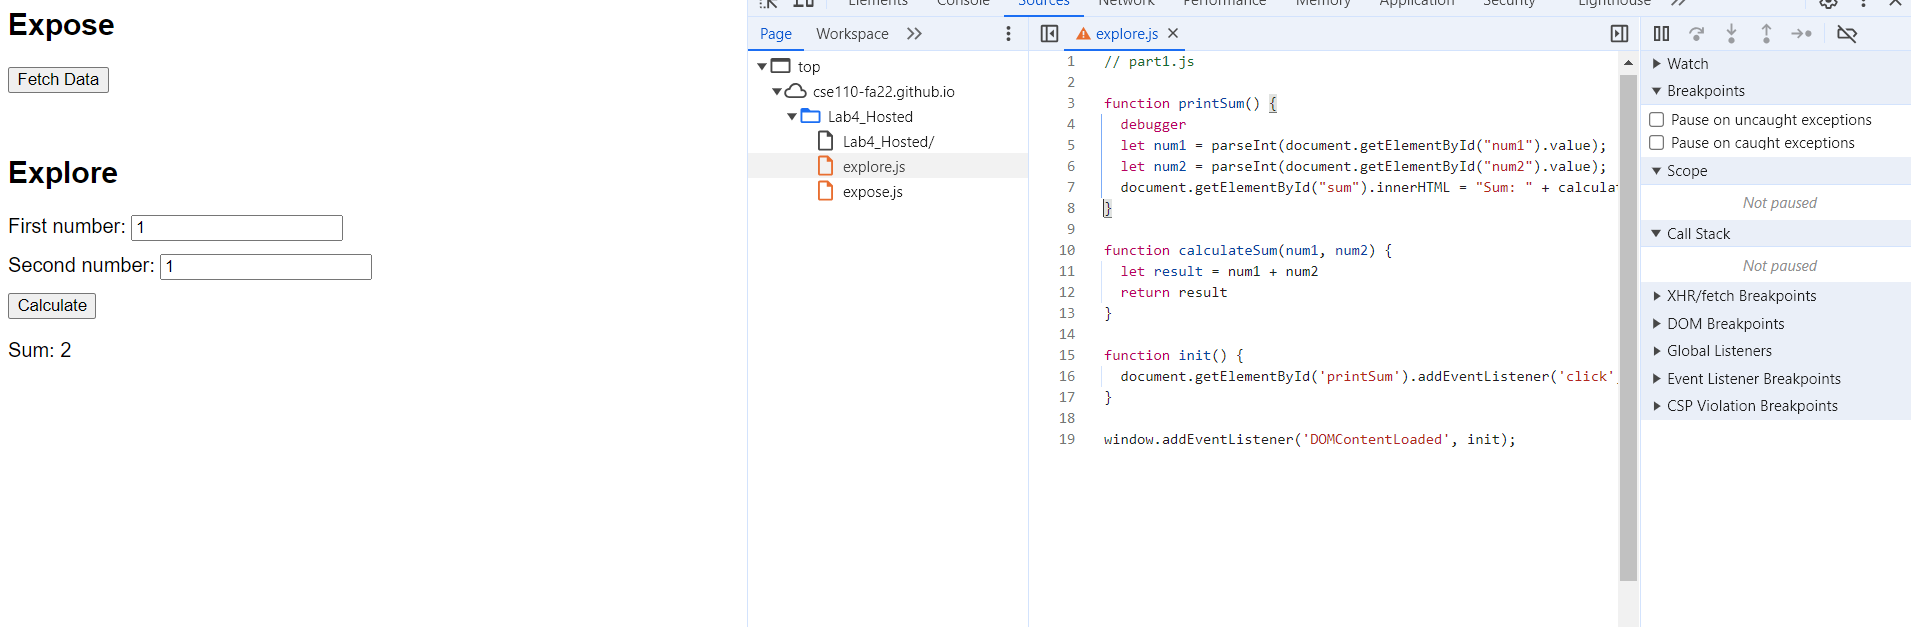 Expose
Fetch Data
Explore
First number: 1
Second number: 1
Calculate
Sum: 2
Elements Console Sources Network Performance Memory Application Security Lighthouse
Page Workspace
top
cse110-fa22.github.io
Lab4_Hosted
Lab4_Hosted/
explore.js
expose.js
explore.js
1 // part1.js
2
3 function printSum() {
4 debugger
5 let num1 = parseInt(document.getElementById("num1").value);
6 let num2 = parseInt(document.getElementById("num2").value);
7 document.getElementById("sum").innerHTML = "Sum: " + calcula
8 }
9
10 function calculateSum(num1, num2) {
11 let result = num1 + num2
12 return result
13 }
14
15 function init() {
16 document.getElementById('printSum').addEventListener('click'
17 }
18
19 window.addEventListener('DOMContentLoaded', init);
Watch
Breakpoints
Pause on uncaught exceptions
Pause on caught exceptions
Scope
Not paused
Call Stack
Not paused
XHR/fetch Breakpoints
DOM Breakpoints
Global Listeners
Event Listener Breakpoints
CSP Violation Breakpoints